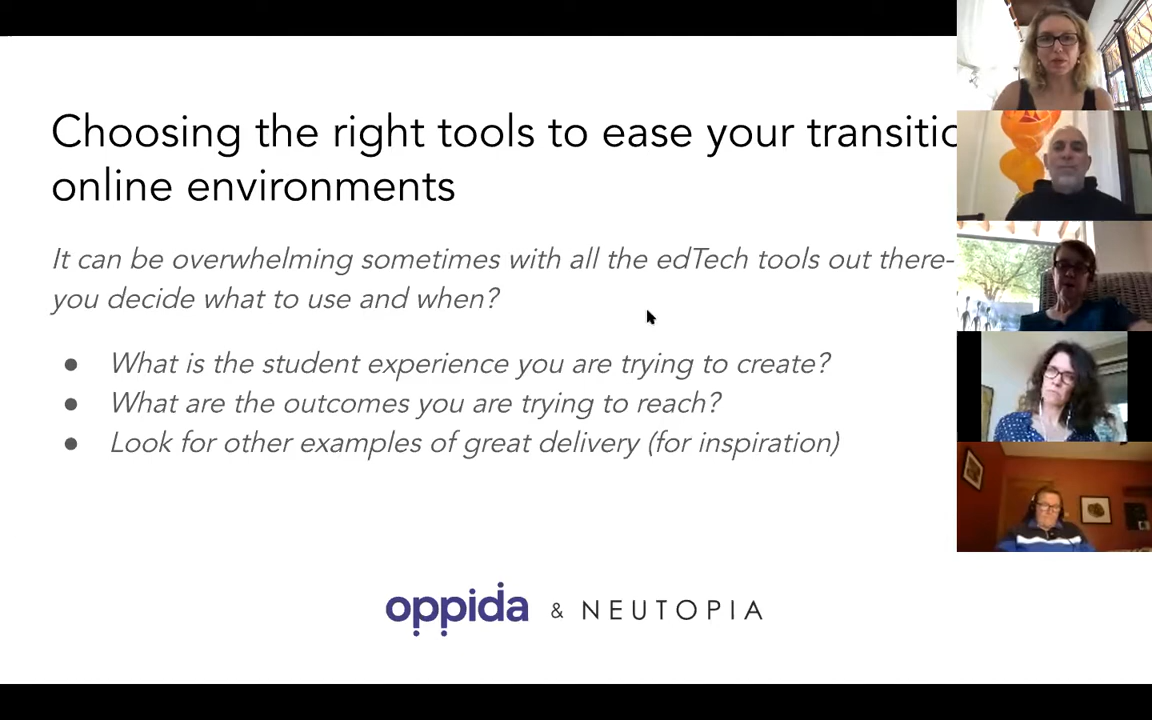 Choosing the right tools to ease your
online environments
It can be overwhelming sometimes with all the edTech tools out there-
you decide what to use and when?
● What is the student experience you are trying to create?
● What are the outcomes you are trying to reach?
● Look for other examples of great delivery (for inspiration)
oppida & NEUTOPIA